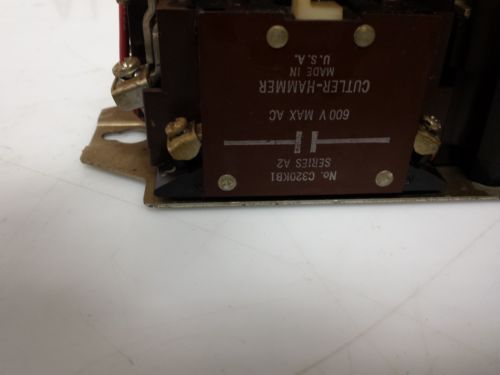 No. C320KB1
SERIES A2
600 V MAX AC
CUTLER-HAMMER
MADE IN
U.S.A.